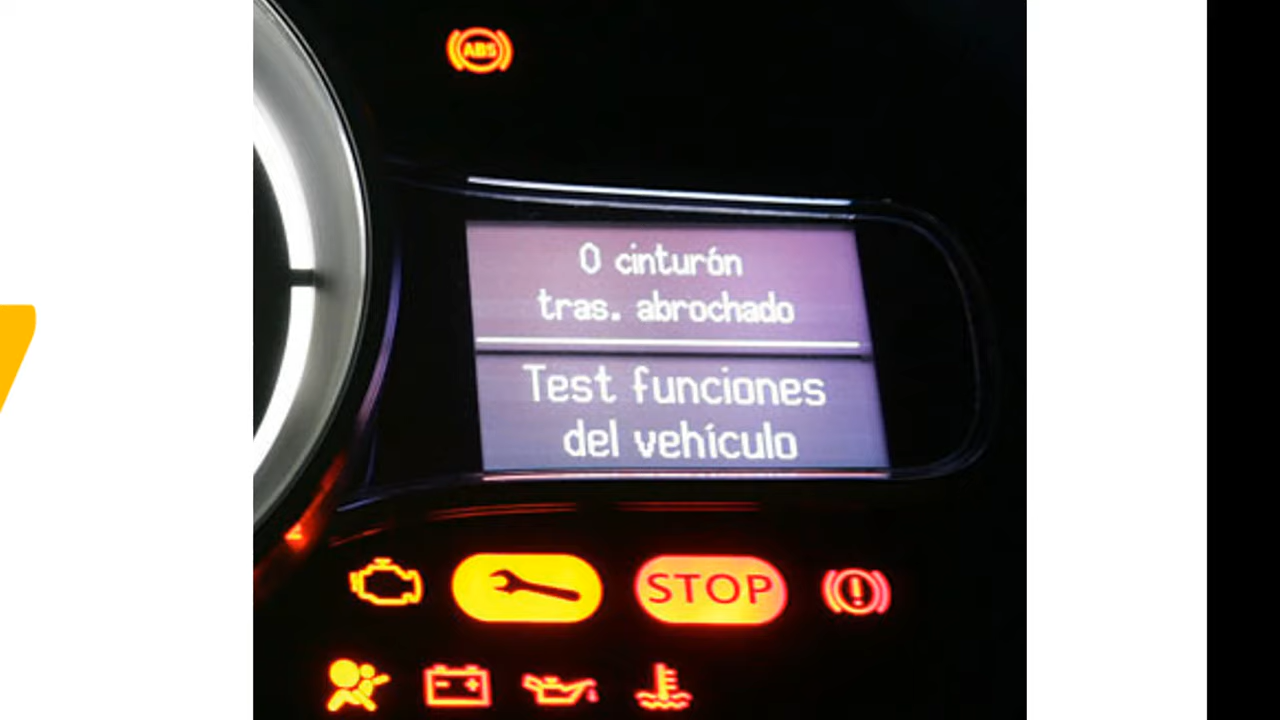 ABS
0 cinturón
tras. abrochado
Test funciones
del vehículo
STOP